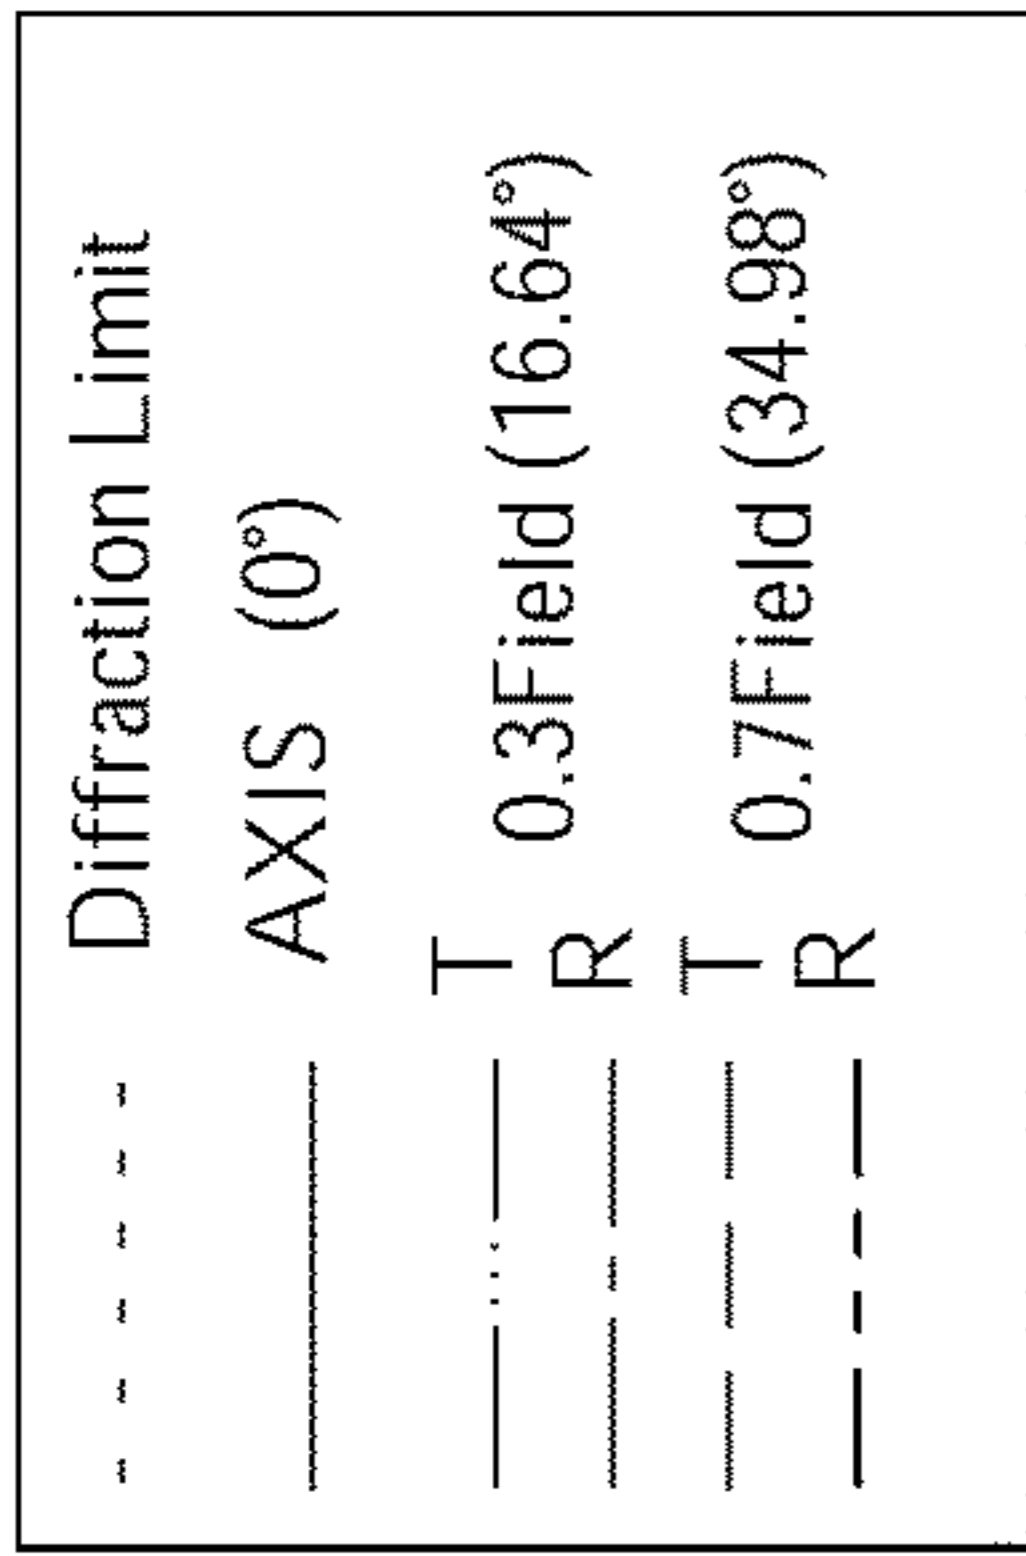 Diffraction Limit
AXIS (0°)
T
0.3Field (16.64°)
R
T
0.7Field (34.98°)
R